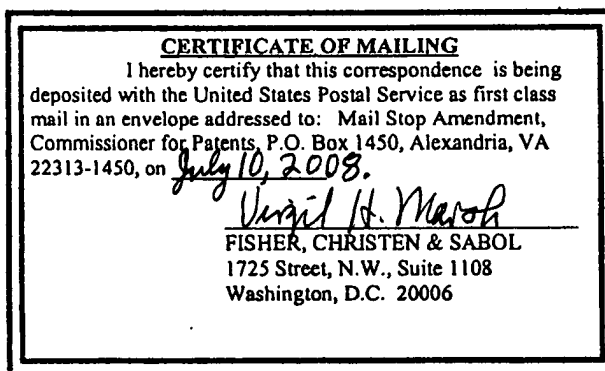 CERTIFICATE OF MAILING
I hereby certify that this correspondence is being
deposited with the United States Postal Service as first class
mail in an envelope addressed to: Mail Stop Amendment,
Commissioner for Patents, P.O. Box 1450, Alexandria, VA
22313-1450, on July 10, 2008.
Virgil H. Marsh
FISHER, CHRISTEN & SABOL
1725 Street, N.W., Suite 1108
Washington, D.C. 20006